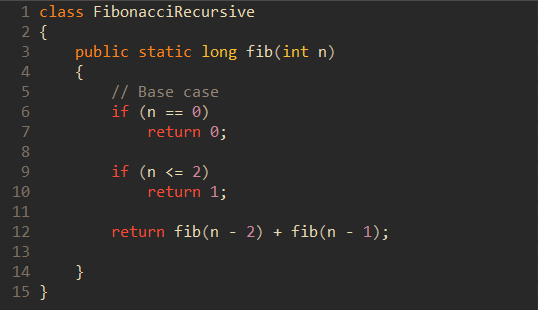 1 class FibonacciRecursive
2 {
3     public static long fib(int n)
4     {
5         // Base case
6         if (n == 0)
7             return 0;
8
9         if (n <= 2)
10             return 1;
11
12         return fib(n - 2) + fib(n - 1);
13
14     }
15 }